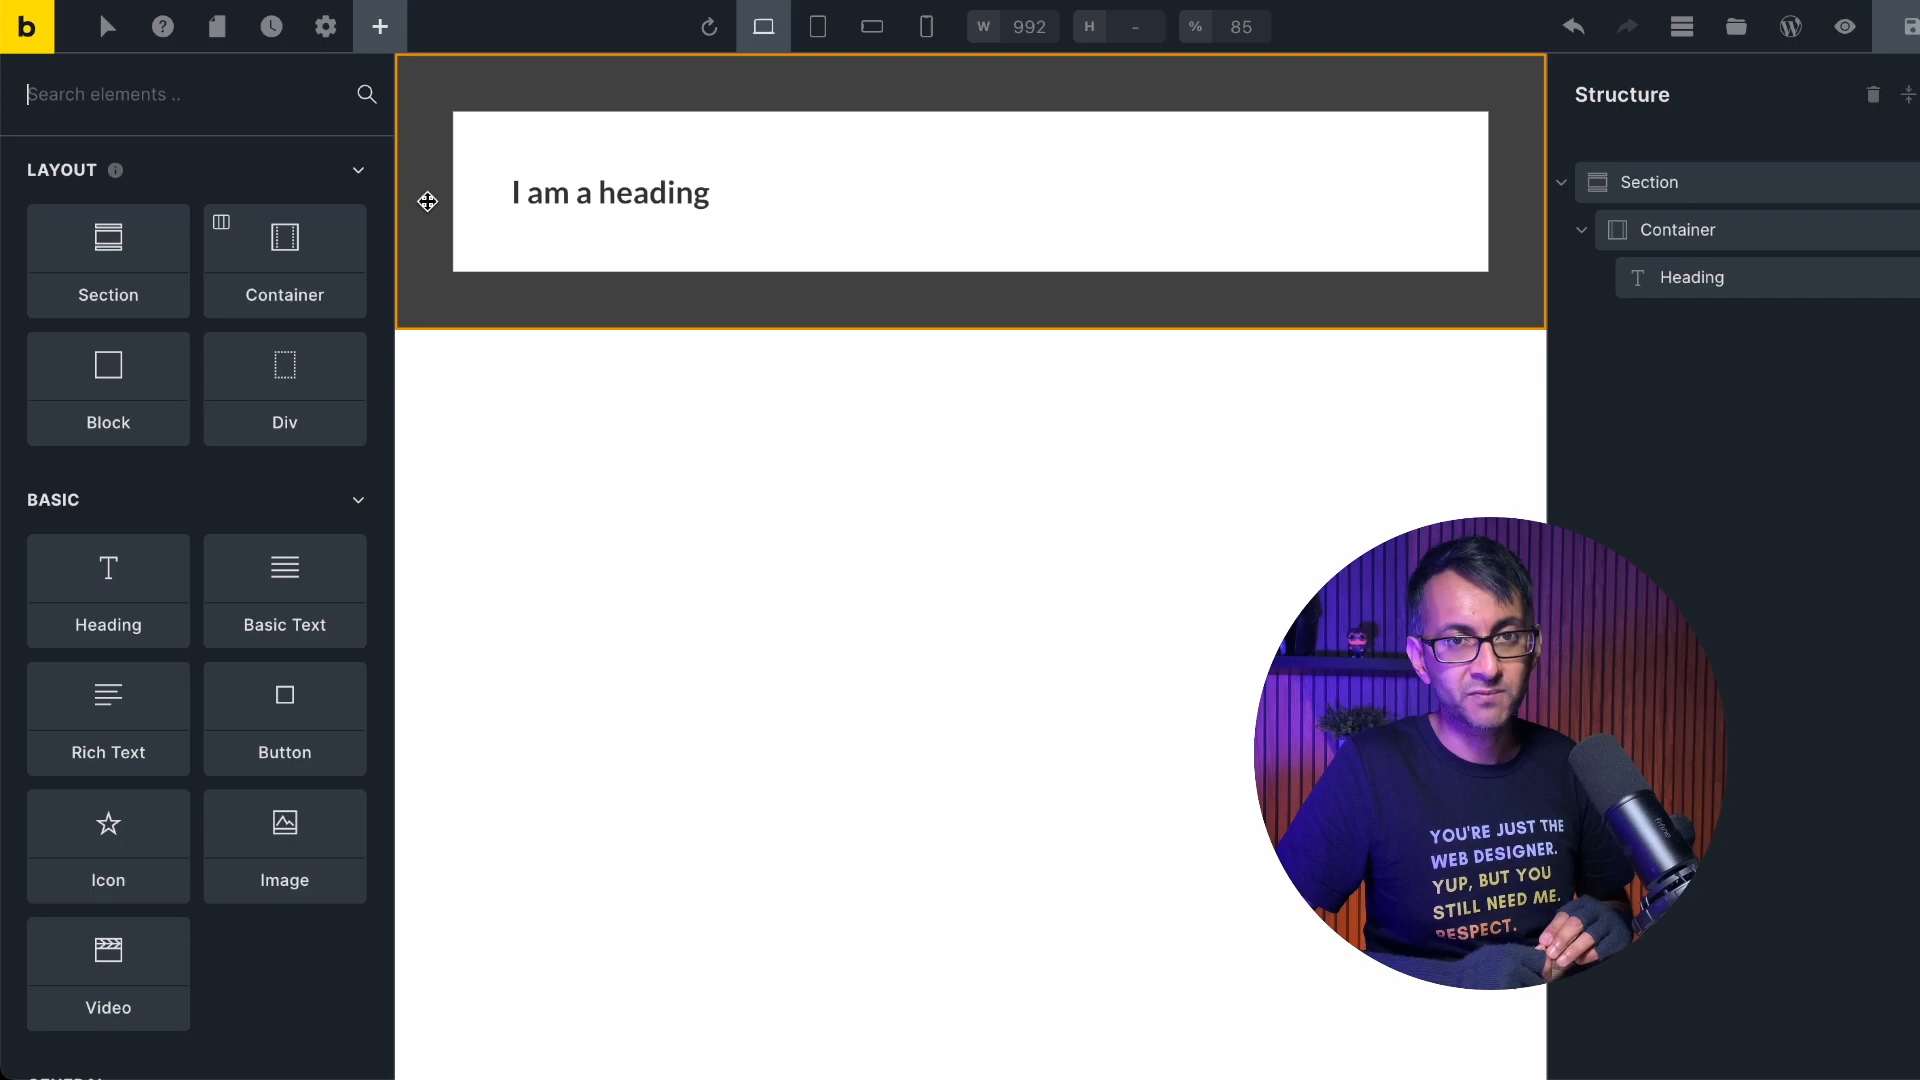 b
W 992 H - % 85
Search elements ..
Structure
LAYOUT
Section
Container
Block
Div
BASIC
Heading
Basic Text
Rich Text
Button
Icon
Image
Video
I am a heading
Section
Container
Heading
YOU'RE JUST THE
WEB DESIGNER.
YUP, BUT YOU
STILL NEED ME.
RESPECT.